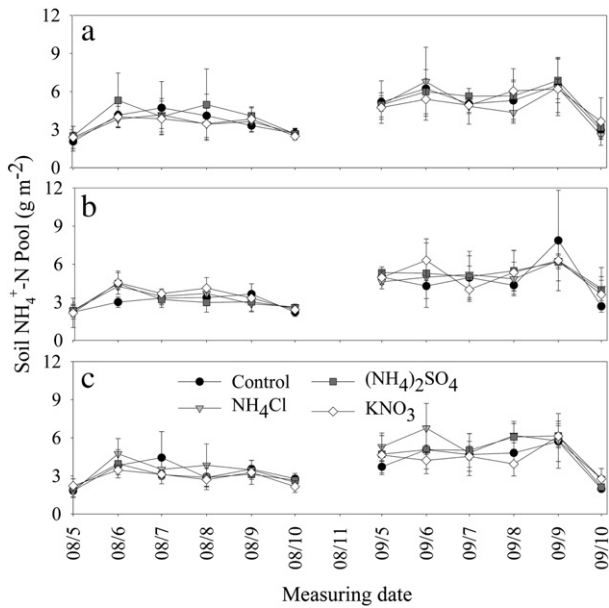 12
a
9
6
3
0
12
b
9
6
3
0
12
c
9
6
3
0
Soil NH₄⁺-N Pool (g m⁻²)
Control
(NH₄)₂SO₄
NH₄Cl
KNO₃
08/5 08/6 08/7 08/8 08/9 08/10 08/11 09/5 09/6 09/7 09/8 09/9 09/10
Measuring date